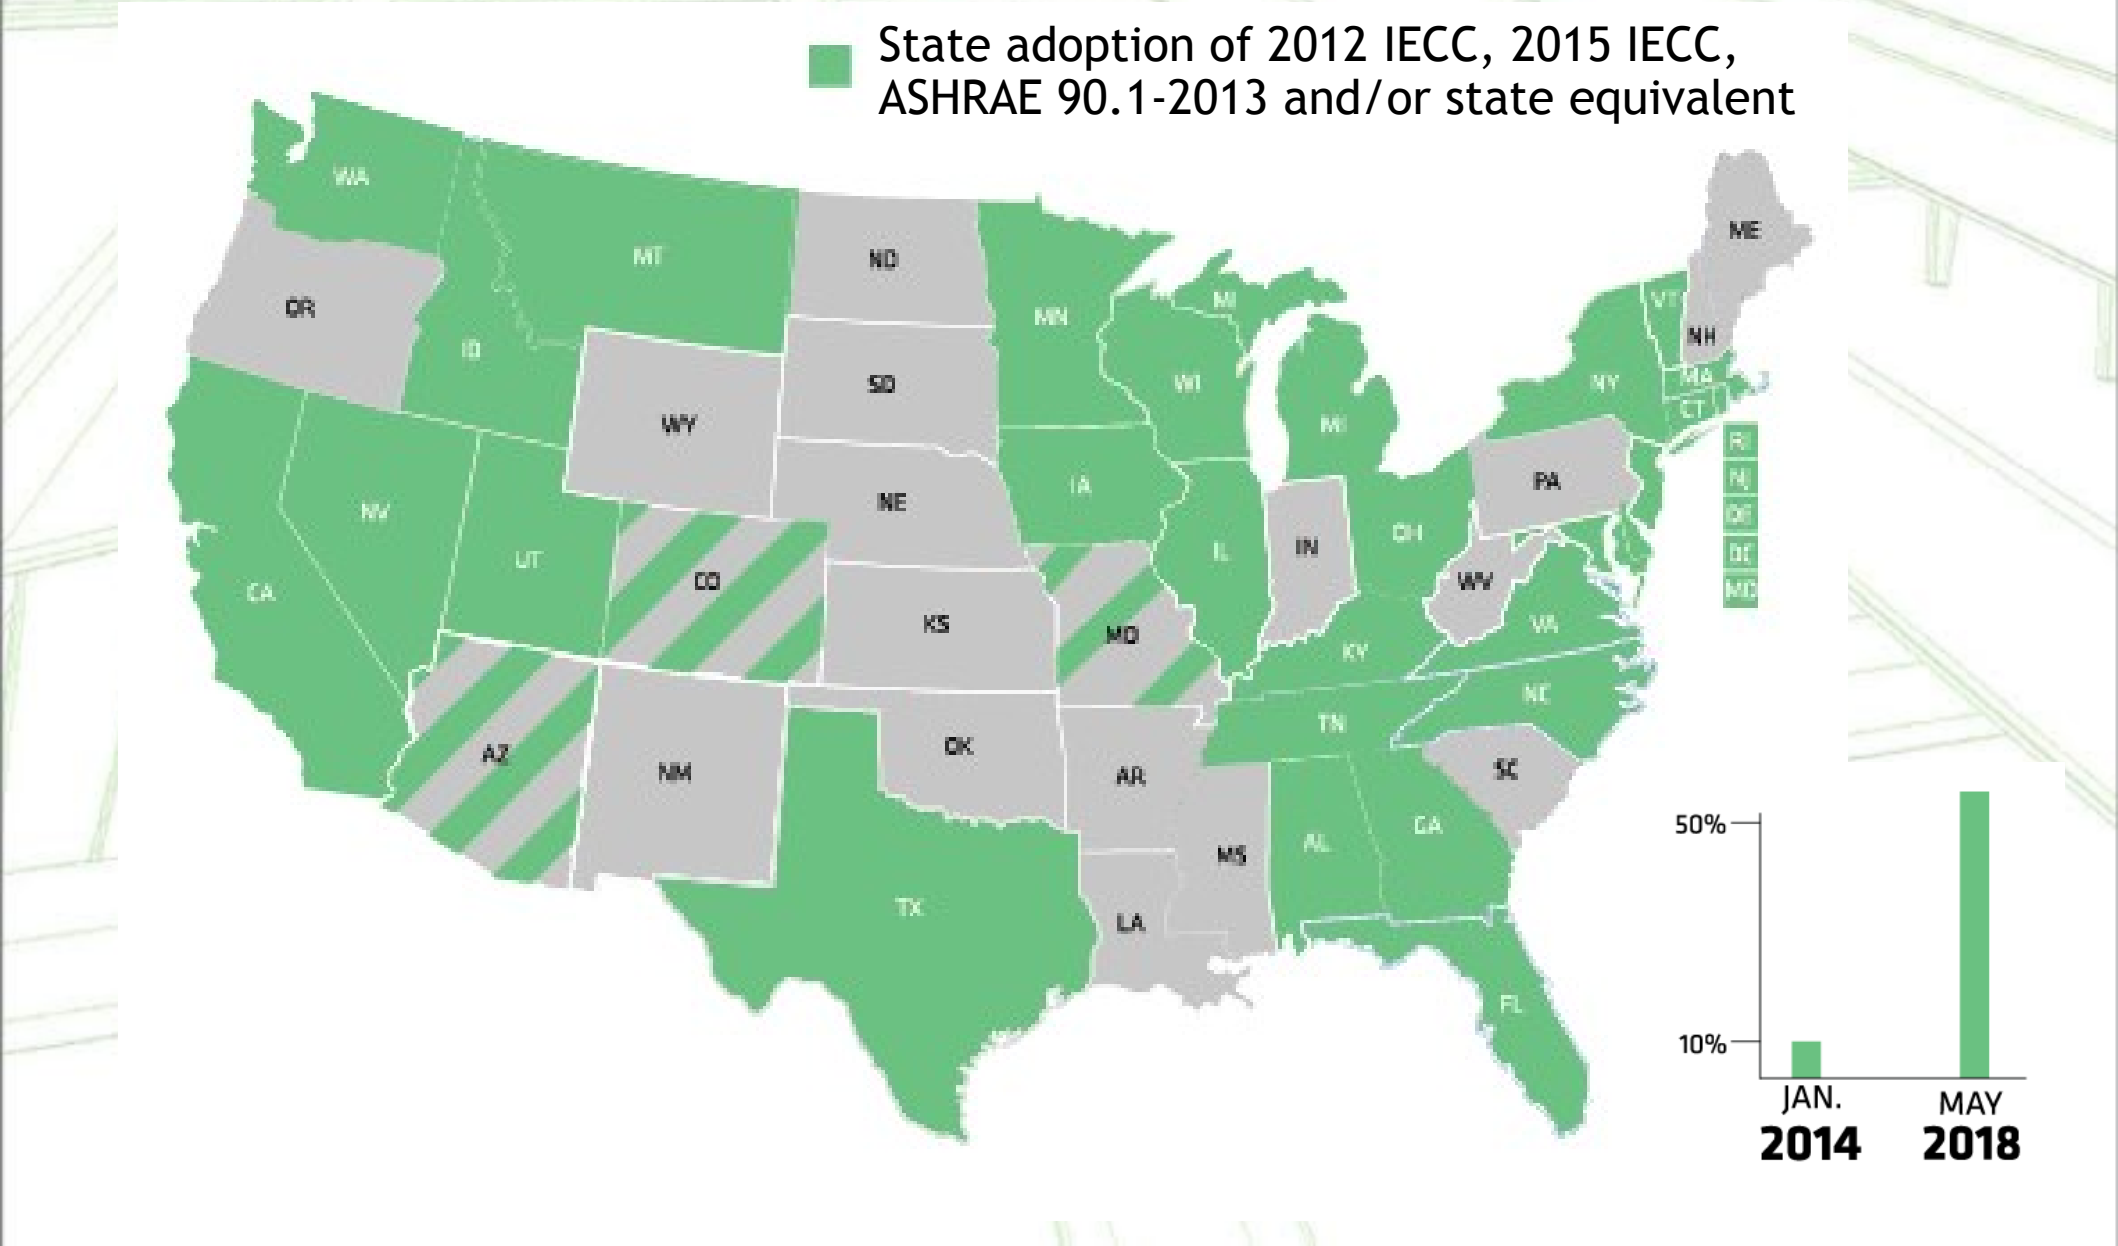 State adoption of 2012 IECC, 2015 IECC,
ASHRAE 90.1-2013 and/or state equivalent
WA
MT
ND
MN
MI
ME
VT
NH
OR
ID
SD
WI
NY
MA
CT
WY
MI
RI
NJ
DE
DC
MD
NV
UT
CO
NE
IA
IL
IN
OH
PA
WV
VA
CA
KS
MO
KY
NC
AZ
NM
OK
AR
TN
SC
MS
AL
GA
TX
LA
FL
50%
10%
JAN.
2014
MAY
2018